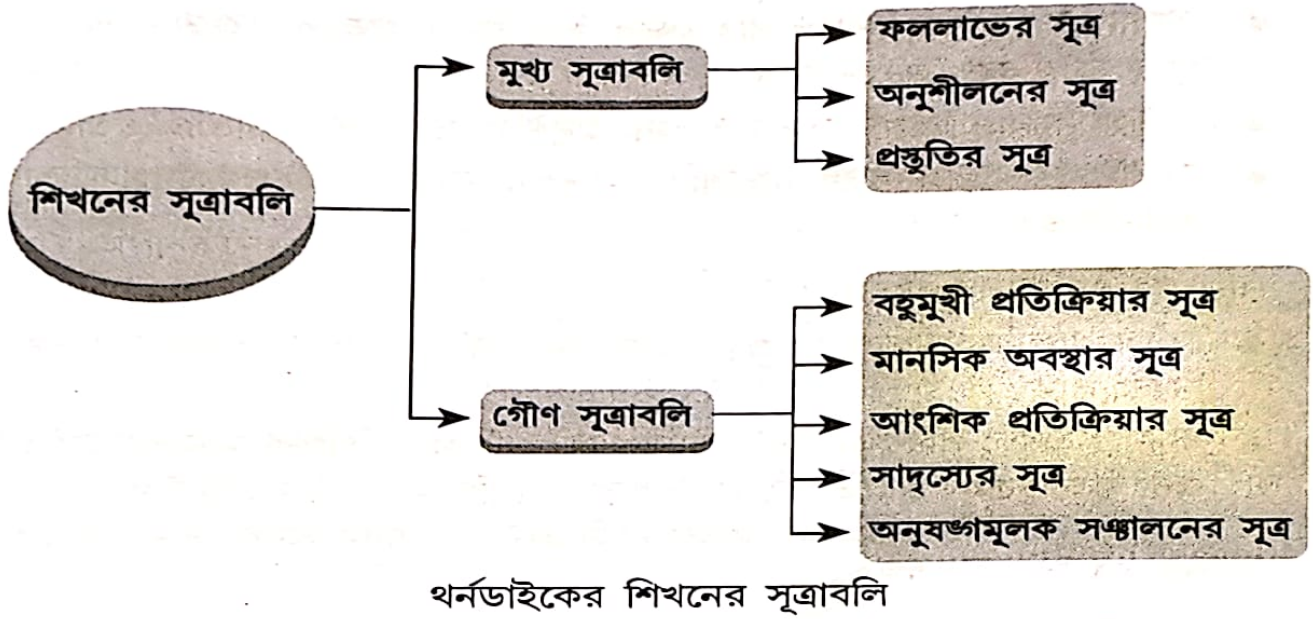 শিখনের সূত্রাবলি
মুখ্য সূত্রাবলি
ফললাভের সূত্র
অনুশীলনের সূত্র
প্রস্তুতির সূত্র
গৌণ সূত্রাবলি
বহুমুখী প্রতিক্রিয়ার সূত্র
মানসিক অবস্থার সূত্র
আংশিক প্রতিক্রিয়ার সূত্র
সাদৃস্যের সূত্র
অনুষঙ্গমূলক সঞ্চালনের সূত্র
থর্নডাইকের শিখনের সূত্রাবলি